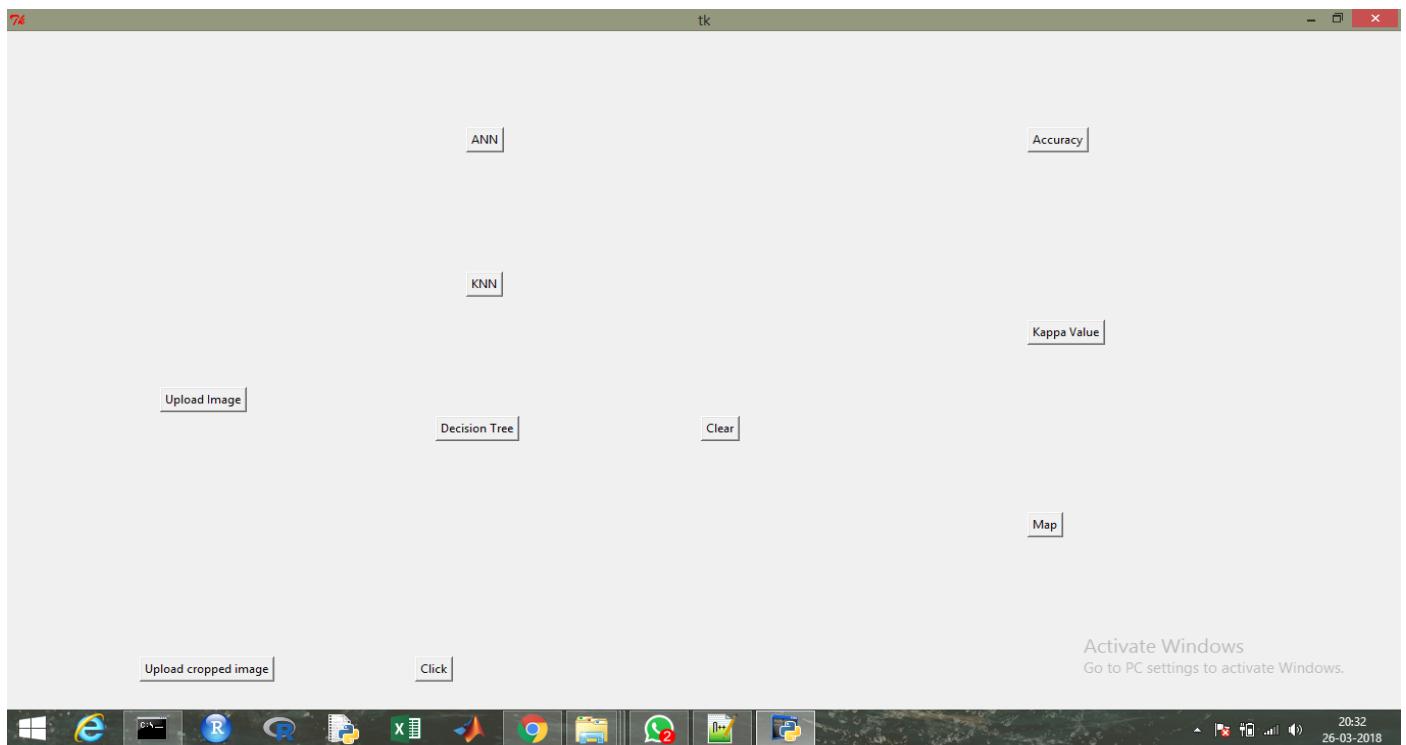 tk
ANN
Accuracy
KNN
Kappa Value
Upload Image
Decision Tree
Clear
Map
Activate Windows
Go to PC settings to activate Windows.
Upload cropped image
Click
20:32
26-03-2018